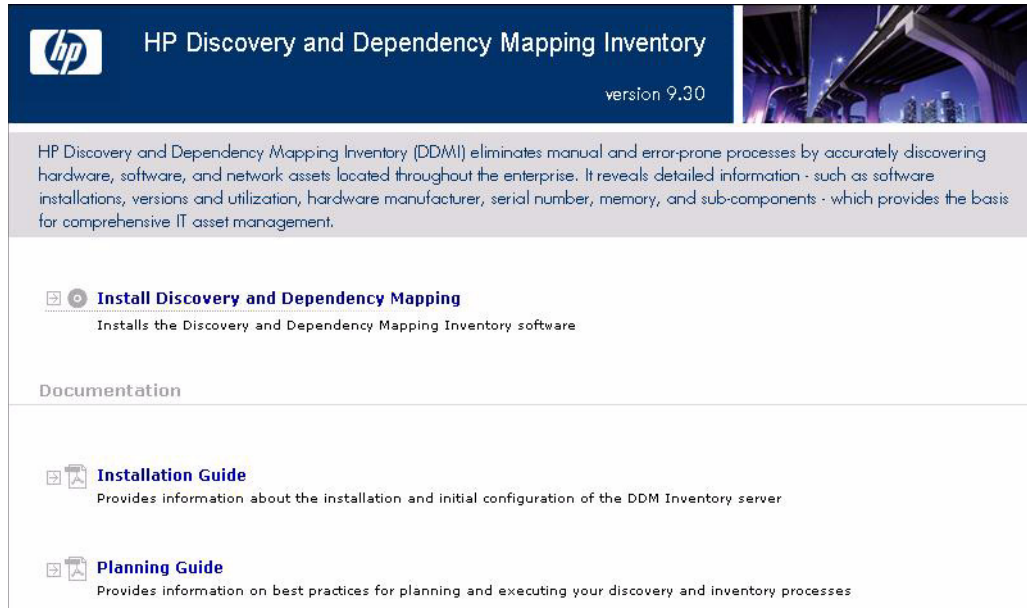 hp
HP Discovery and Dependency Mapping Inventory
version 9.30
HP Discovery and Dependency Mapping Inventory (DDMI) eliminates manual and error-prone processes by accurately discovering
hardware, software, and network assets located throughout the enterprise. It reveals detailed information - such as software
installations, versions and utilization, hardware manufacturer, serial number, memory, and sub-components - which provides the basis
for comprehensive IT asset management.
Install Discovery and Dependency Mapping
Installs the Discovery and Dependency Mapping Inventory software
Documentation
Installation Guide
Provides information about the installation and initial configuration of the DDM Inventory server
Planning Guide
Provides information on best practices for planning and executing your discovery and inventory processes